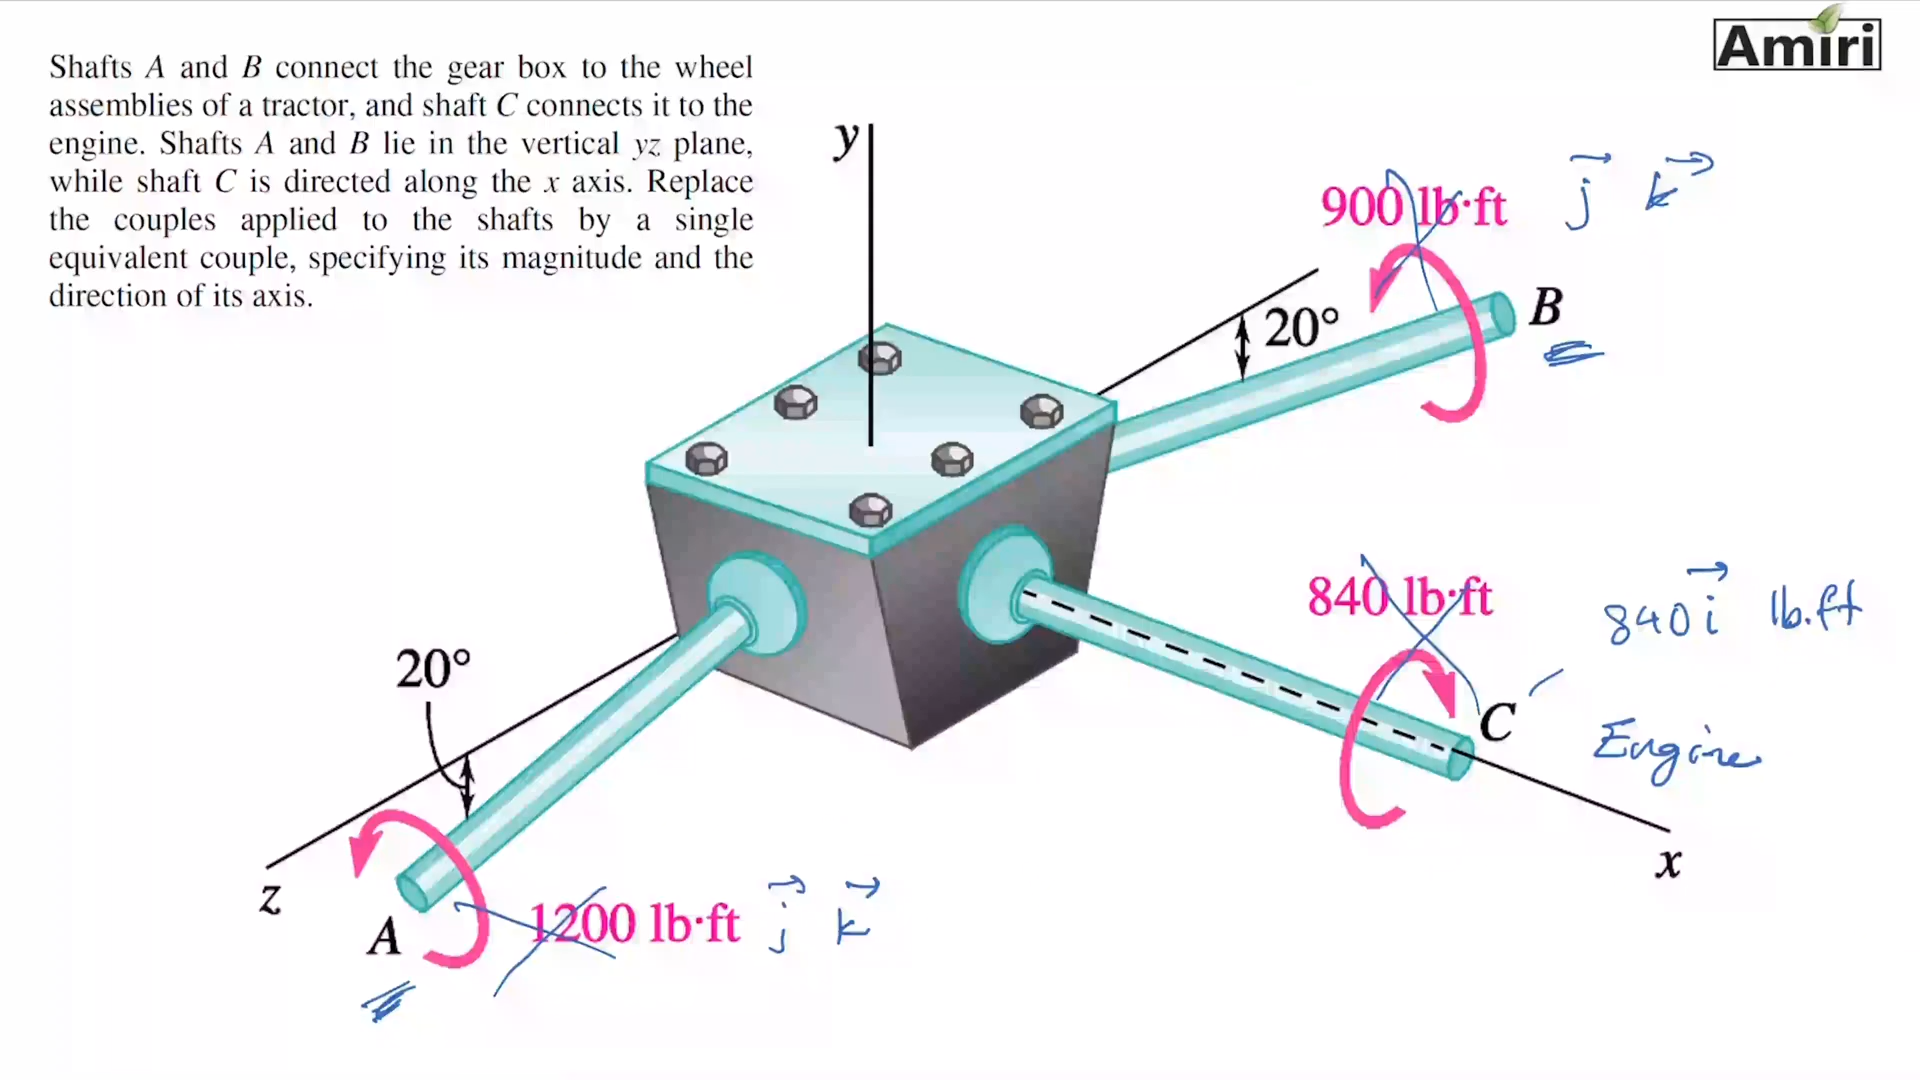 Amiri
Shafts A and B connect the gear box to the wheel
assemblies of a tractor, and shaft C connects it to the
engine. Shafts A and B lie in the vertical yz plane,
while shaft C is directed along the x axis. Replace
the couples applied to the shafts by a single
equivalent couple, specifying its magnitude and the
direction of its axis.
y
900 lb·ft j k
20°
B
840 lb·ft 840 i lb.ft
20°
C
Engine
x
z
A
1200 lb·ft j k